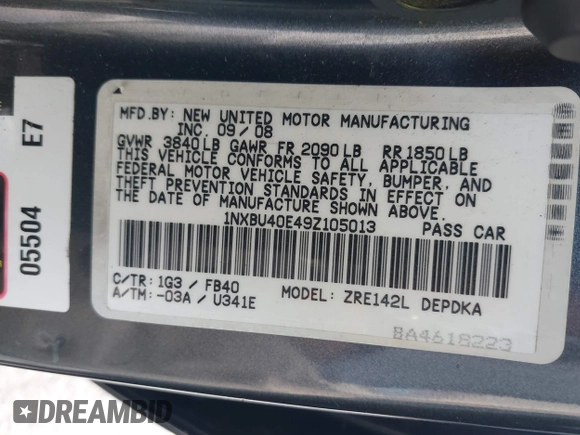 MFD.BY: NEW UNITED MOTOR MANUFACTURING
INC. 09/08
GVWR 3840LB GAWR FR 2090LB RR1850LB
THIS VEHICLE CONFORMS TO ALL APPLICABLE
FEDERAL MOTOR VEHICLE SAFETY, BUMPER, AND
THEFT PREVENTION STANDARDS IN EFFECT ON
THE DATE OF MANUFACTURE SHOWN ABOVE.
1NXBU40E49Z105013 PASS CAR
C/TR: 1G3 / FB40
A/TM: -03A / U341E
MODEL: ZRE142L DEPDKA
BA4618223
05504 E7
DREAMBID